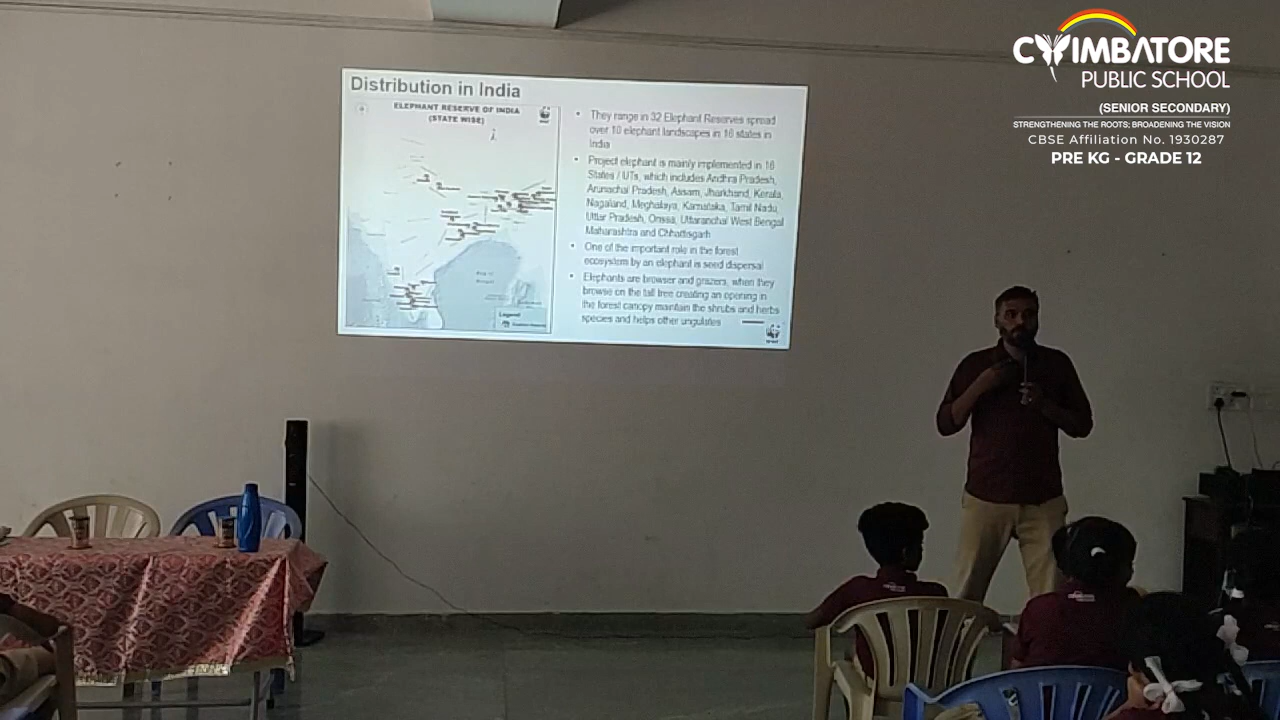 Distribution in India
ELEPHANT RESERVE OF INDIA
(STATE WISE)
Bay of
Bengal
Legend
• They range in 32 Elephant Reserves spread
over 10 elephant landscapes in 16 states in
India
• Project elephant is mainly implemented in 16
States / UTs, which includes Andhra Pradesh,
Arunachal Pradesh, Assam, Jharkhand, Kerala,
Nagaland, Meghalaya, Karnataka, Tamil Nadu,
Uttar Pradesh, Orissa, Uttaranchal West Bengal
Maharashtra and Chhattisgarh
• One of the important role in the forest
ecosystem by an elephant is seed dispersal
• Elephants are browser and grazers, when they
browse on the tall tree creating an opening in
the forest canopy maintain the shrubs and herbs
species and helps other ungulates
COIMBATORE
PUBLIC SCHOOL
(SENIOR SECONDARY)
STRENGTHENING THE ROOTS; BROADENING THE VISION
CBSE Affiliation No. 1930287
PRE KG - GRADE 12